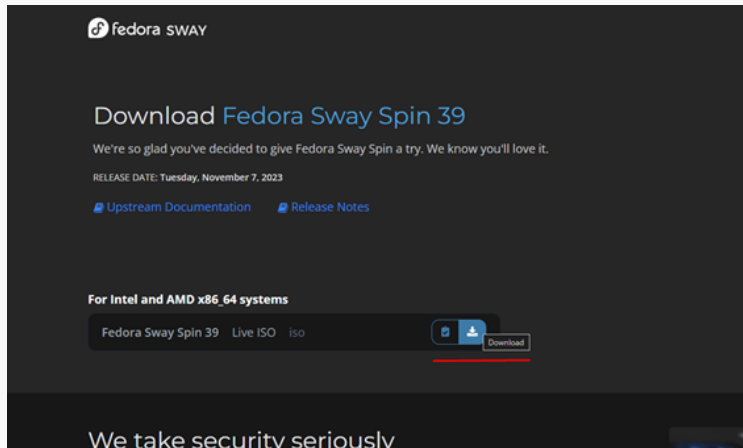 fedora SWAY
Download Fedora Sway Spin 39
We're so glad you've decided to give Fedora Sway Spin a try. We know you'll love it.
RELEASE DATE: Tuesday, November 7, 2023
Upstream Documentation Release Notes
For Intel and AMD x86_64 systems
Fedora Sway Spin 39 Live ISO iso
Download
We take security seriously